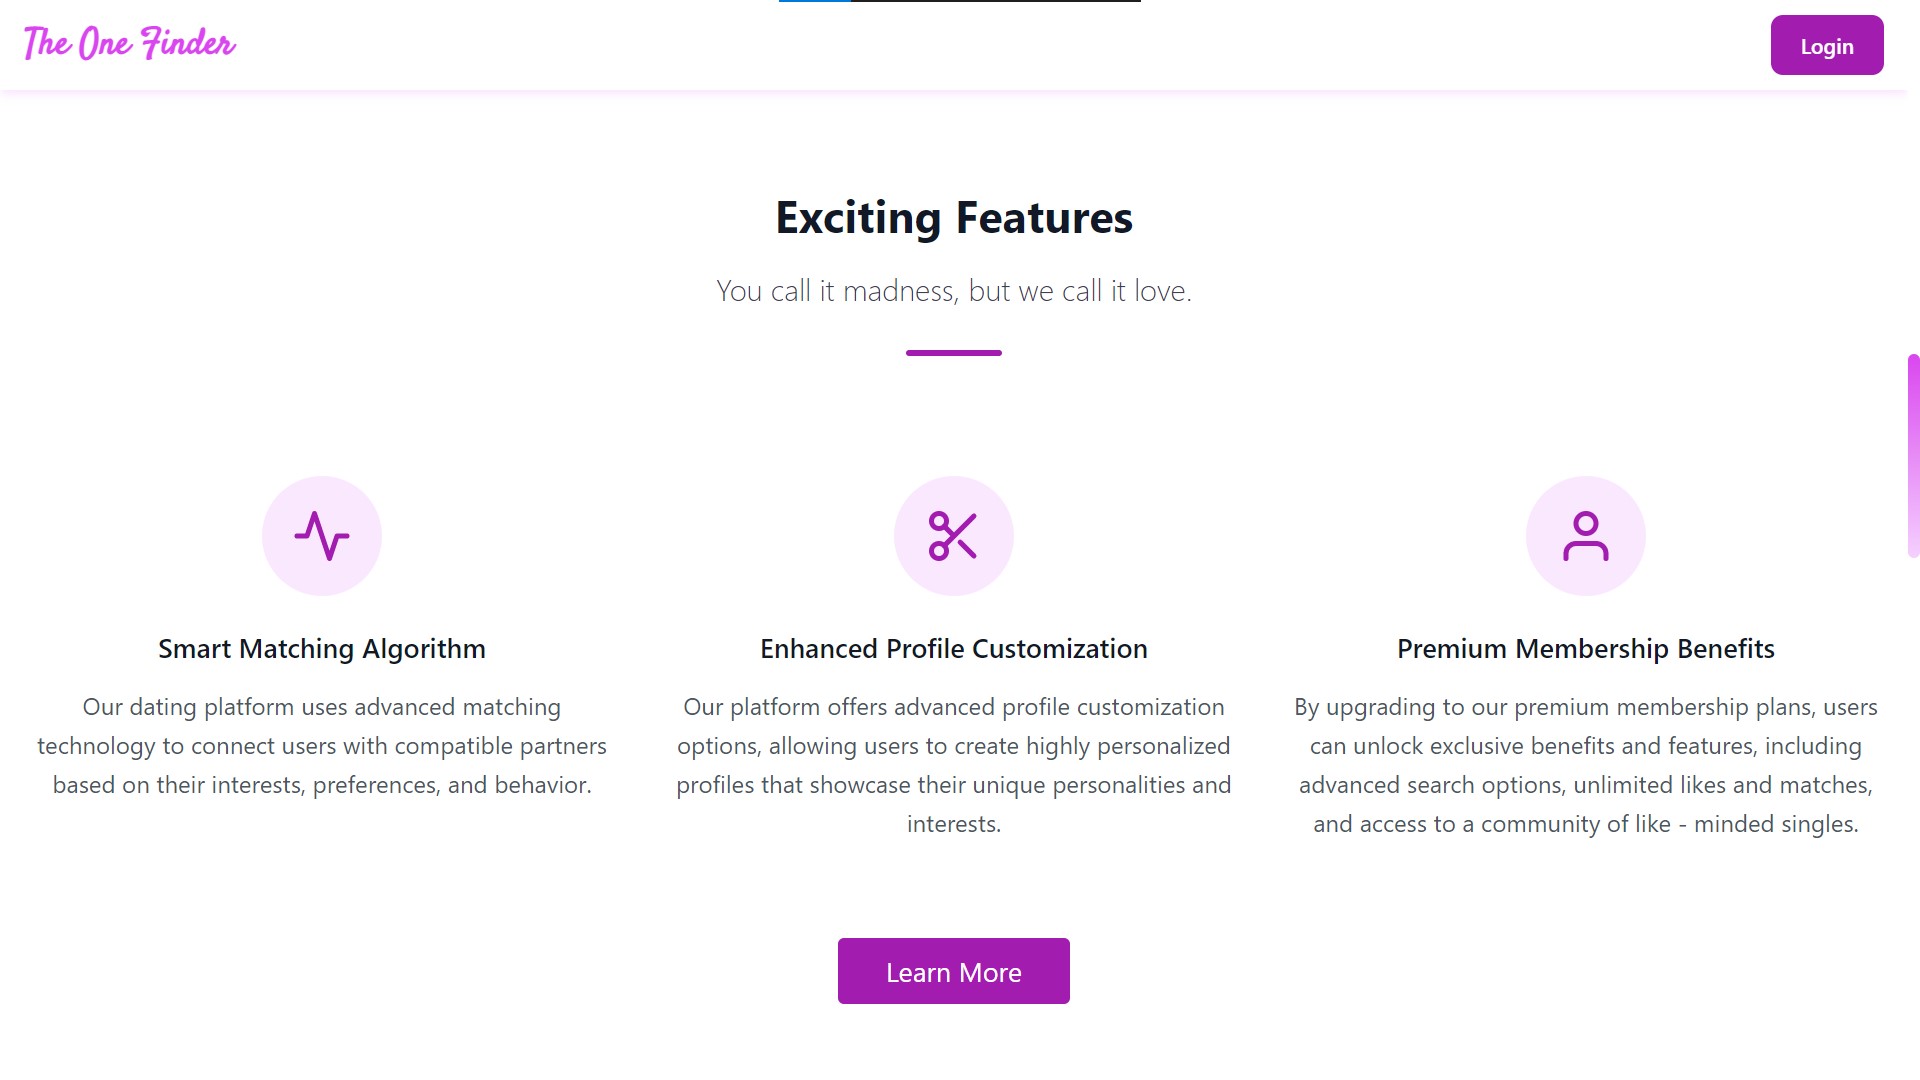 The One Finder
Login
Exciting Features
You call it madness, but we call it love.
Smart Matching Algorithm
Our dating platform uses advanced matching
technology to connect users with compatible partners
based on their interests, preferences, and behavior.
Enhanced Profile Customization
Our platform offers advanced profile customization
options, allowing users to create highly personalized
profiles that showcase their unique personalities and
interests.
Premium Membership Benefits
By upgrading to our premium membership plans, users
can unlock exclusive benefits and features, including
advanced search options, unlimited likes and matches,
and access to a community of like - minded singles.
Learn More